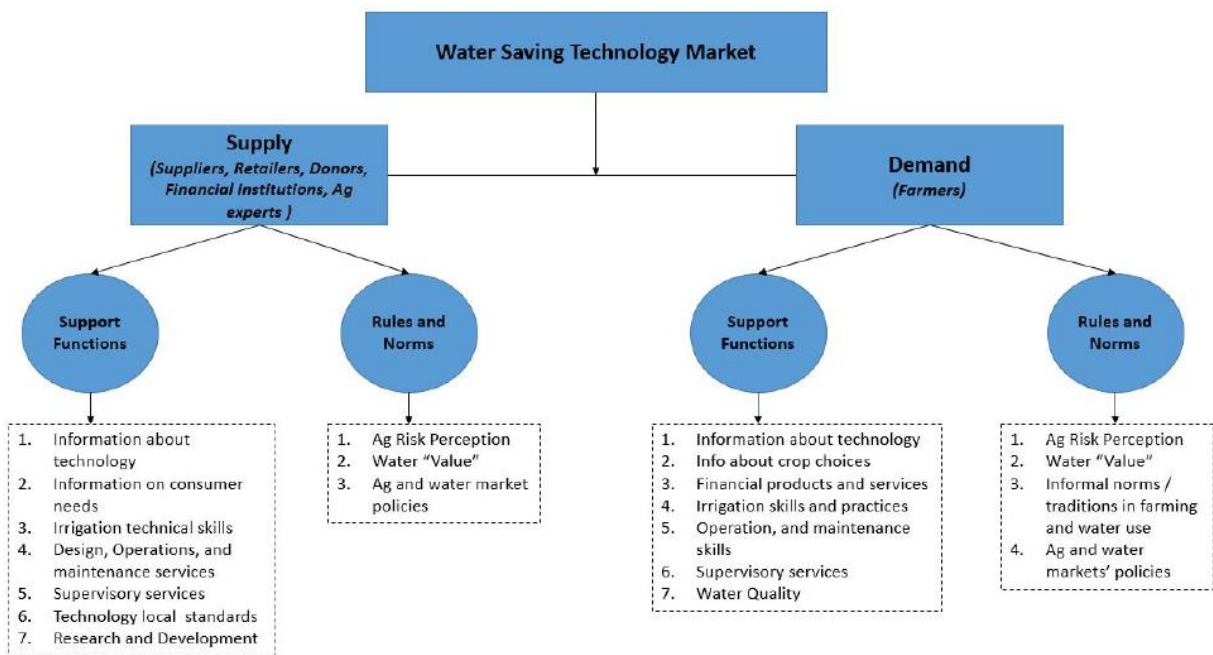 Water Saving Technology Market
Supply
(Suppliers, Retailers, Donors,
Financial institutions, Ag
experts )
Demand
(Farmers)
Support
Functions
Rules and
Norms
Support
Functions
Rules and
Norms
1. Information about
technology
2. Information on consumer
needs
3. Irrigation technical skills
4. Design, Operations, and
maintenance services
5. Supervisory services
6. Technology local standards
7. Research and Development
1. Ag Risk Perception
2. Water “Value”
3. Ag and water market
policies
1. Information about technology
2. Info about crop choices
3. Financial products and services
4. Irrigation skills and practices
5. Operation, and maintenance
skills
6. Supervisory services
7. Water Quality
1. Ag Risk Perception
2. Water “Value”
3. Informal norms /
traditions in farming
and water use
4. Ag and water
markets’ policies